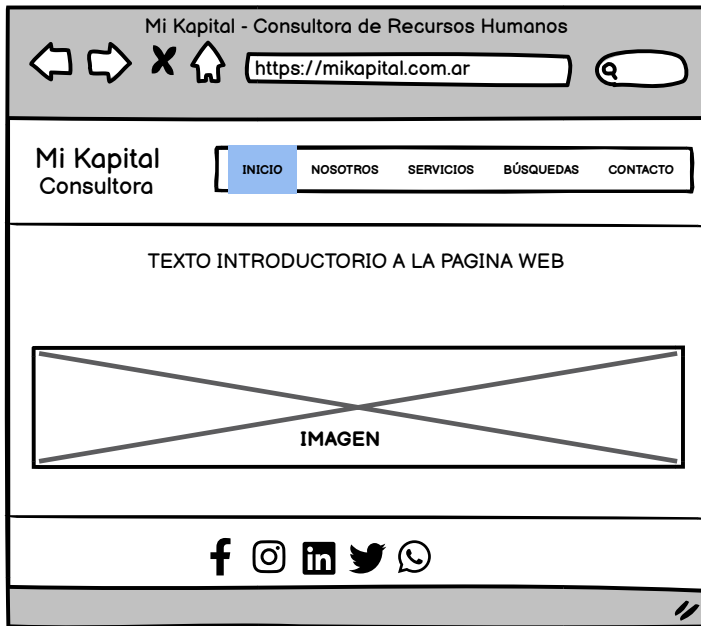 Mi Kapital - Consultora de Recursos Humanos
https://mikapital.com.ar
Mi Kapital
Consultora
INICIO NOSOTROS SERVICIOS BÚSQUEDAS CONTACTO
TEXTO INTRODUCTORIO A LA PAGINA WEB
IMAGEN